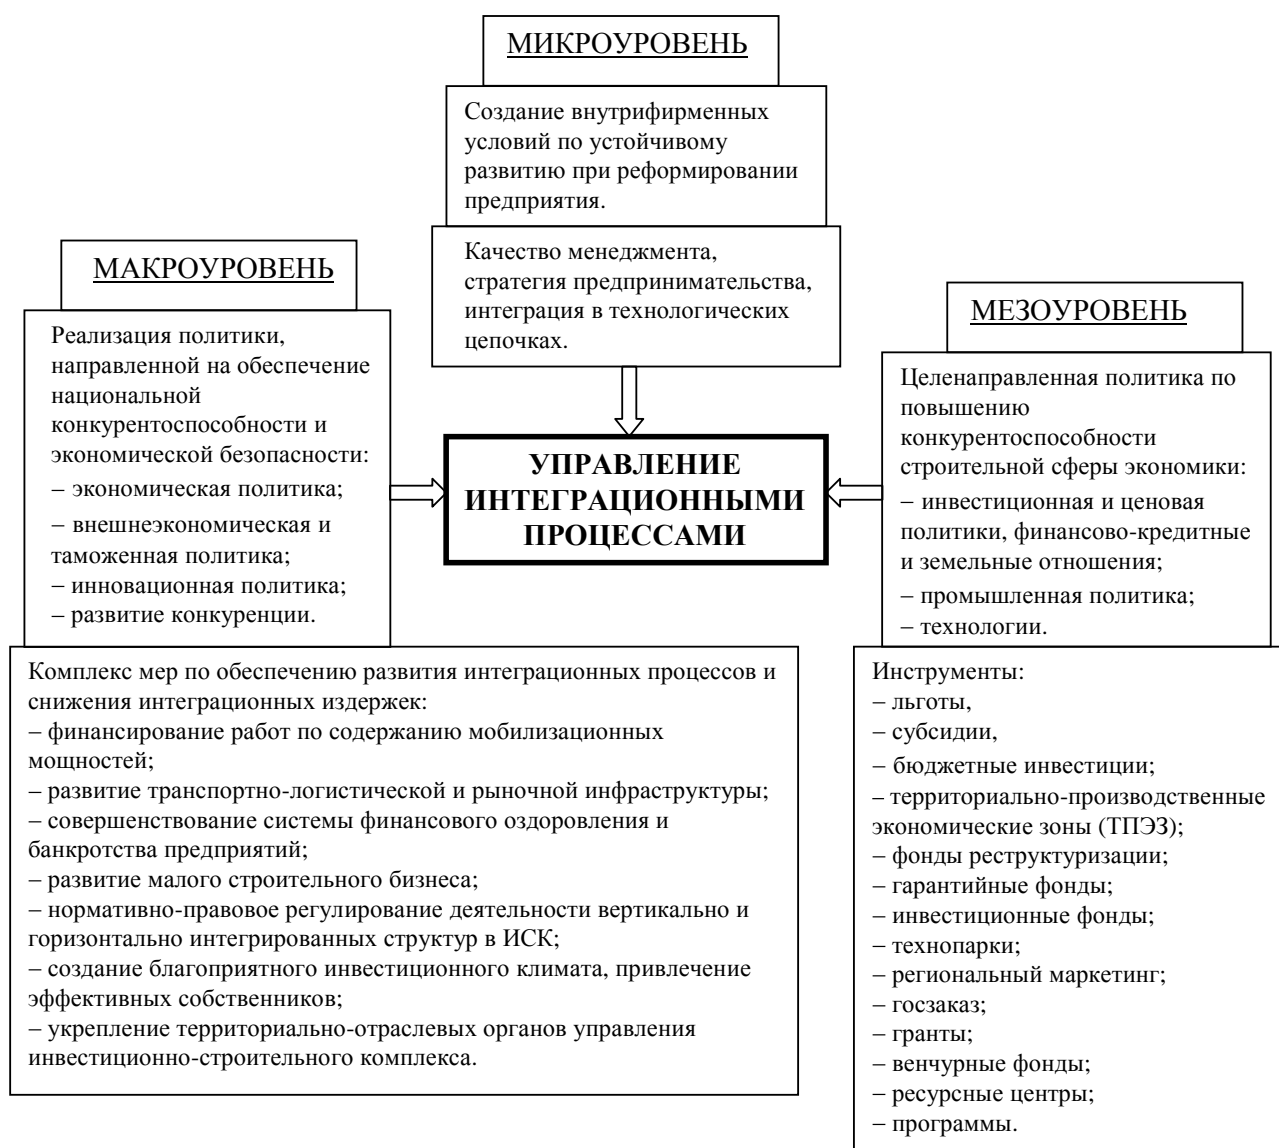 МИКРОУРОВЕНЬ
Создание внутрифирменных
условий по устойчивому
развитию при реформировании
предприятия.
Качество менеджмента,
стратегия предпринимательства,
интеграция в технологических
цепочках.
МАКРОУРОВЕНЬ
Реализация политики,
направленной на обеспечение
национальной
конкурентоспособности и
экономической безопасности:
– экономическая политика;
– внешнеэкономическая и
таможенная политика;
– инновационная политика;
– развитие конкуренции.
УПРАВЛЕНИЕ
ИНТЕГРАЦИОННЫМИ
ПРОЦЕССАМИ
МЕЗОУРОВЕНЬ
Целенаправленная политика по
повышению
конкурентоспособности
строительной сферы экономики:
– инвестиционная и ценовая
политики, финансово-кредитные
и земельные отношения;
– промышленная политика;
– технологии.
Комплекс мер по обеспечению развития интеграционных процессов и
снижения интеграционных издержек:
– финансирование работ по содержанию мобилизационных
мощностей;
– развитие транспортно-логистической и рыночной инфраструктуры;
– совершенствование системы финансового оздоровления и
банкротства предприятий;
– развитие малого строительного бизнеса;
– нормативно-правовое регулирование деятельности вертикально и
горизонтально интегрированных структур в ИСК;
– создание благоприятного инвестиционного климата, привлечение
эффективных собственников;
– укрепление территориально-отраслевых органов управления
инвестиционно-строительного комплекса.
Инструменты:
– льготы,
– субсидии,
– бюджетные инвестиции;
– территориально-производственные
экономические зоны (ТПЭЗ);
– фонды реструктуризации;
– гарантийные фонды;
– инвестиционные фонды;
– технопарки;
– региональный маркетинг;
– госзаказ;
– гранты;
– венчурные фонды;
– ресурсные центры;
– программы.